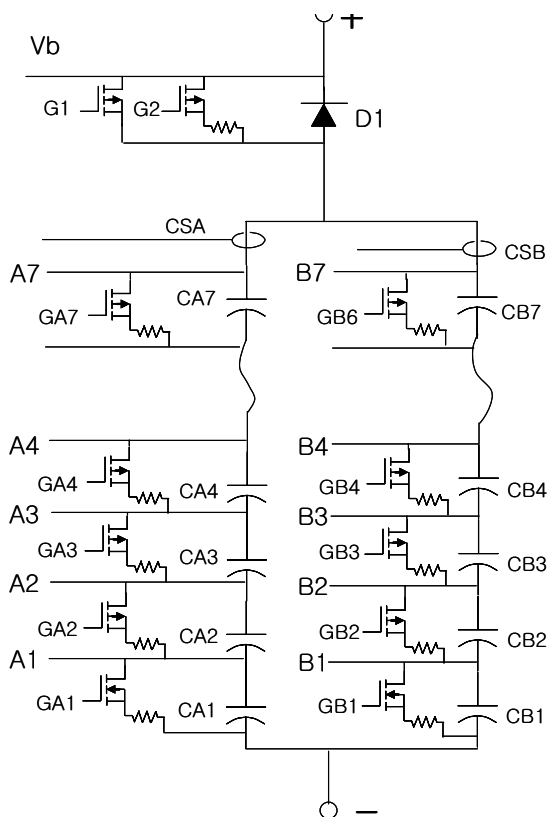 +
Vb
G1 G2 D1
CSA
CSB
A7 B7
GA7 CA7 GB6 CB7
A4 B4
GA4 CA4 GB4 CB4
A3 B3
GA3 CA3 GB3 CB3
A2 B2
GA2 CA2 GB2 CB2
A1 B1
GA1 CA1 GB1 CB1
−